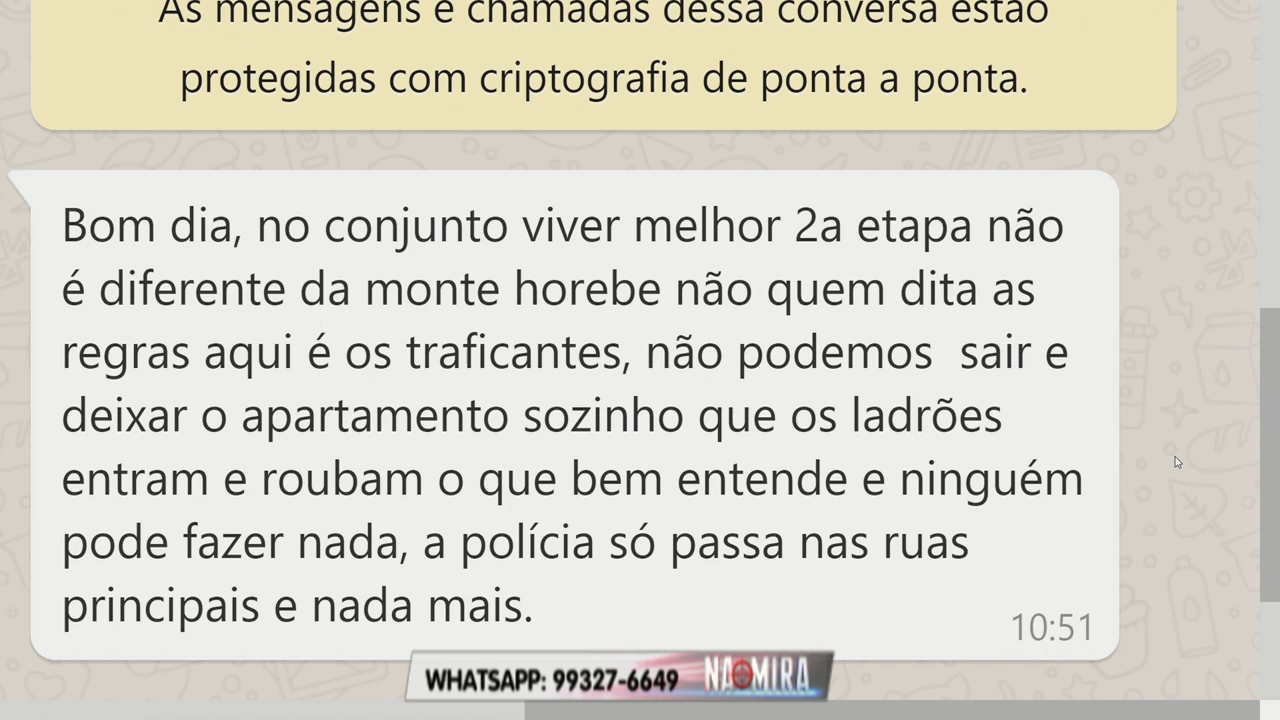 As mensagens e chamadas dessa conversa estão
protegidas com criptografia de ponta a ponta.
Bom dia, no conjunto viver melhor 2a etapa não
é diferente da monte horebe não quem dita as
regras aqui é os traficantes, não podemos  sair e
deixar o apartamento sozinho que os ladrões
entram e roubam o que bem entende e ninguém
pode fazer nada, a polícia só passa nas ruas
principais e nada mais.
10:51
WHATSAPP: 99327-6649 NA MIRA